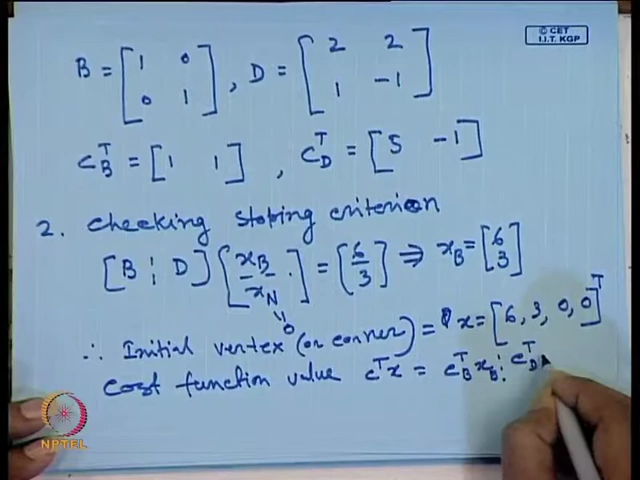 © CET
I.I.T. KGP
B = [1 0
0 1], D = [2 2
1 -1]
c_B^T = [1 1], c_D^T = [5 -1]
2. checking stoping criterion
[B ⋮ D] [x_B
x_N] = [6
3] ⇒ x_B = [6
3]
0
∴ Initial vertex (or corner) = x = [6, 3, 0, 0]^T
cost function value c^T x = c_B^T x_B ⋮ c_D^T
NPTEL